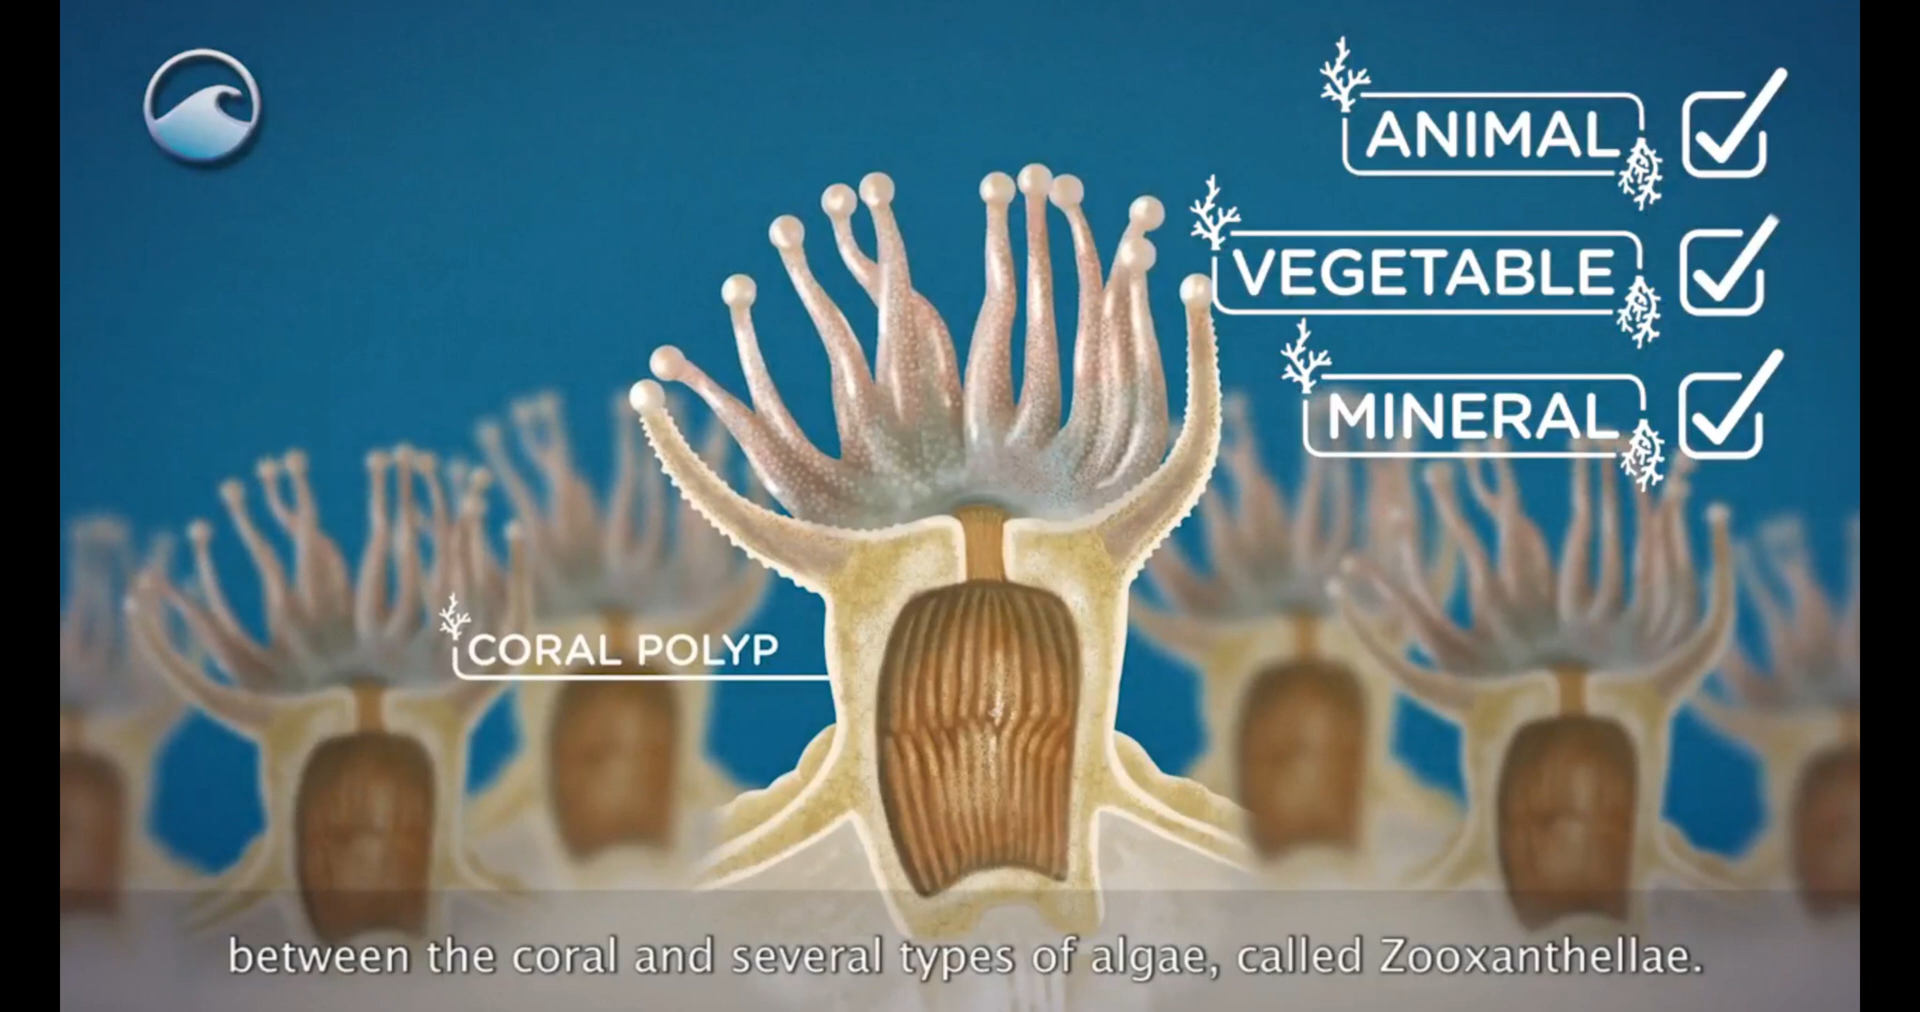 ANIMAL
VEGETABLE
MINERAL
CORAL POLYP
between the coral and several types of algae, called Zooxanthellae.